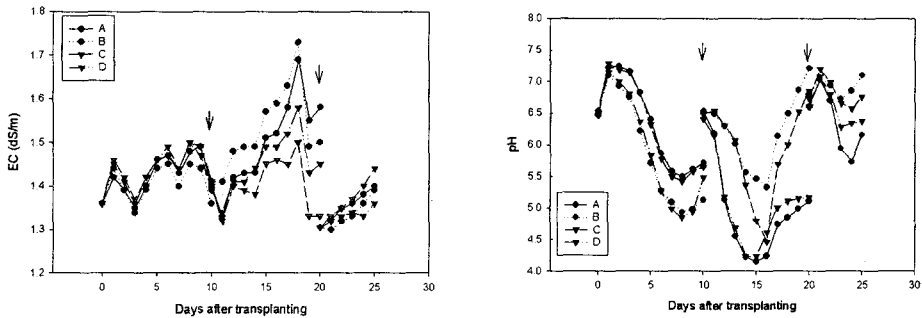 1.8
1.7
1.6
1.5
1.4
1.3
1.2
EC (dS/m)
A
B
C
D
0
5
10
15
20
25
30
Days after transplanting
8.0
7.5
7.0
6.5
6.0
5.5
5.0
4.5
4.0
pH
A
B
C
D
0
5
10
15
20
25
30
Days after transplanting